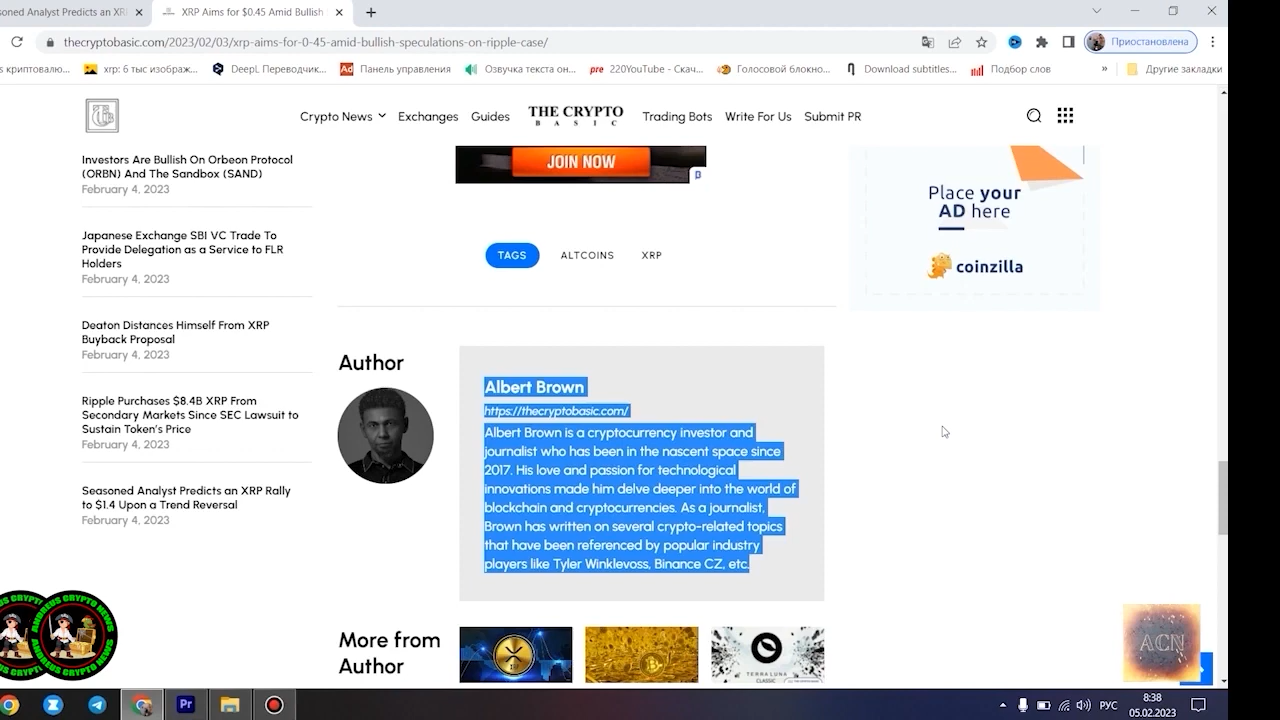 soned Analyst Predicts an XR
XRP Aims for $0.45 Amid Bullish
thecryptobasic.com/2023/02/03/xrp-aims-for-0-45-amid-bullish-speculations-on-ripple-case/
Приостановлена
s криптовалю...
xrp: 6 тыс изображ...
DeepL Переводчик...
Ad
Панель управления
Озвучка текста он...
pre
220YouTube - Скач...
Голосовой блокно...
Download subtitles...
Подбор слов
»
Другие закладки
Crypto News
Exchanges
Guides
THE CRYPTO
BASIC
Trading Bots
Write For Us
Submit PR
Investors Are Bullish On Orbeon Protocol
(ORBN) And The Sandbox (SAND)
February 4, 2023
Japanese Exchange SBI VC Trade To
Provide Delegation as a Service to FLR
Holders
February 4, 2023
Deaton Distances Himself From XRP
Buyback Proposal
February 4, 2023
Ripple Purchases $8.4B XRP From
Secondary Markets Since SEC Lawsuit to
Sustain Token’s Price
February 4, 2023
Seasoned Analyst Predicts an XRP Rally
to $1.4 Upon a Trend Reversal
February 4, 2023
JOIN NOW
TAGS
ALTCOINS
XRP
Place your
AD here
coinzilla
Author
Albert Brown
https://thecryptobasic.com/
Albert Brown is a cryptocurrency investor and
journalist who has been in the nascent space since
2017. His love and passion for technological
innovations made him delve deeper into the world of
blockchain and cryptocurrencies. As a journalist,
Brown has written on several crypto-related topics
that have been referenced by popular industry
players like Tyler Winklevoss, Binance CZ, etc.
More from
Author
TERRA LUNA
CLASSIC
ANDREUS CRYPTO NEWS
ACN
Pr
РУС
8:38
05.02.2023